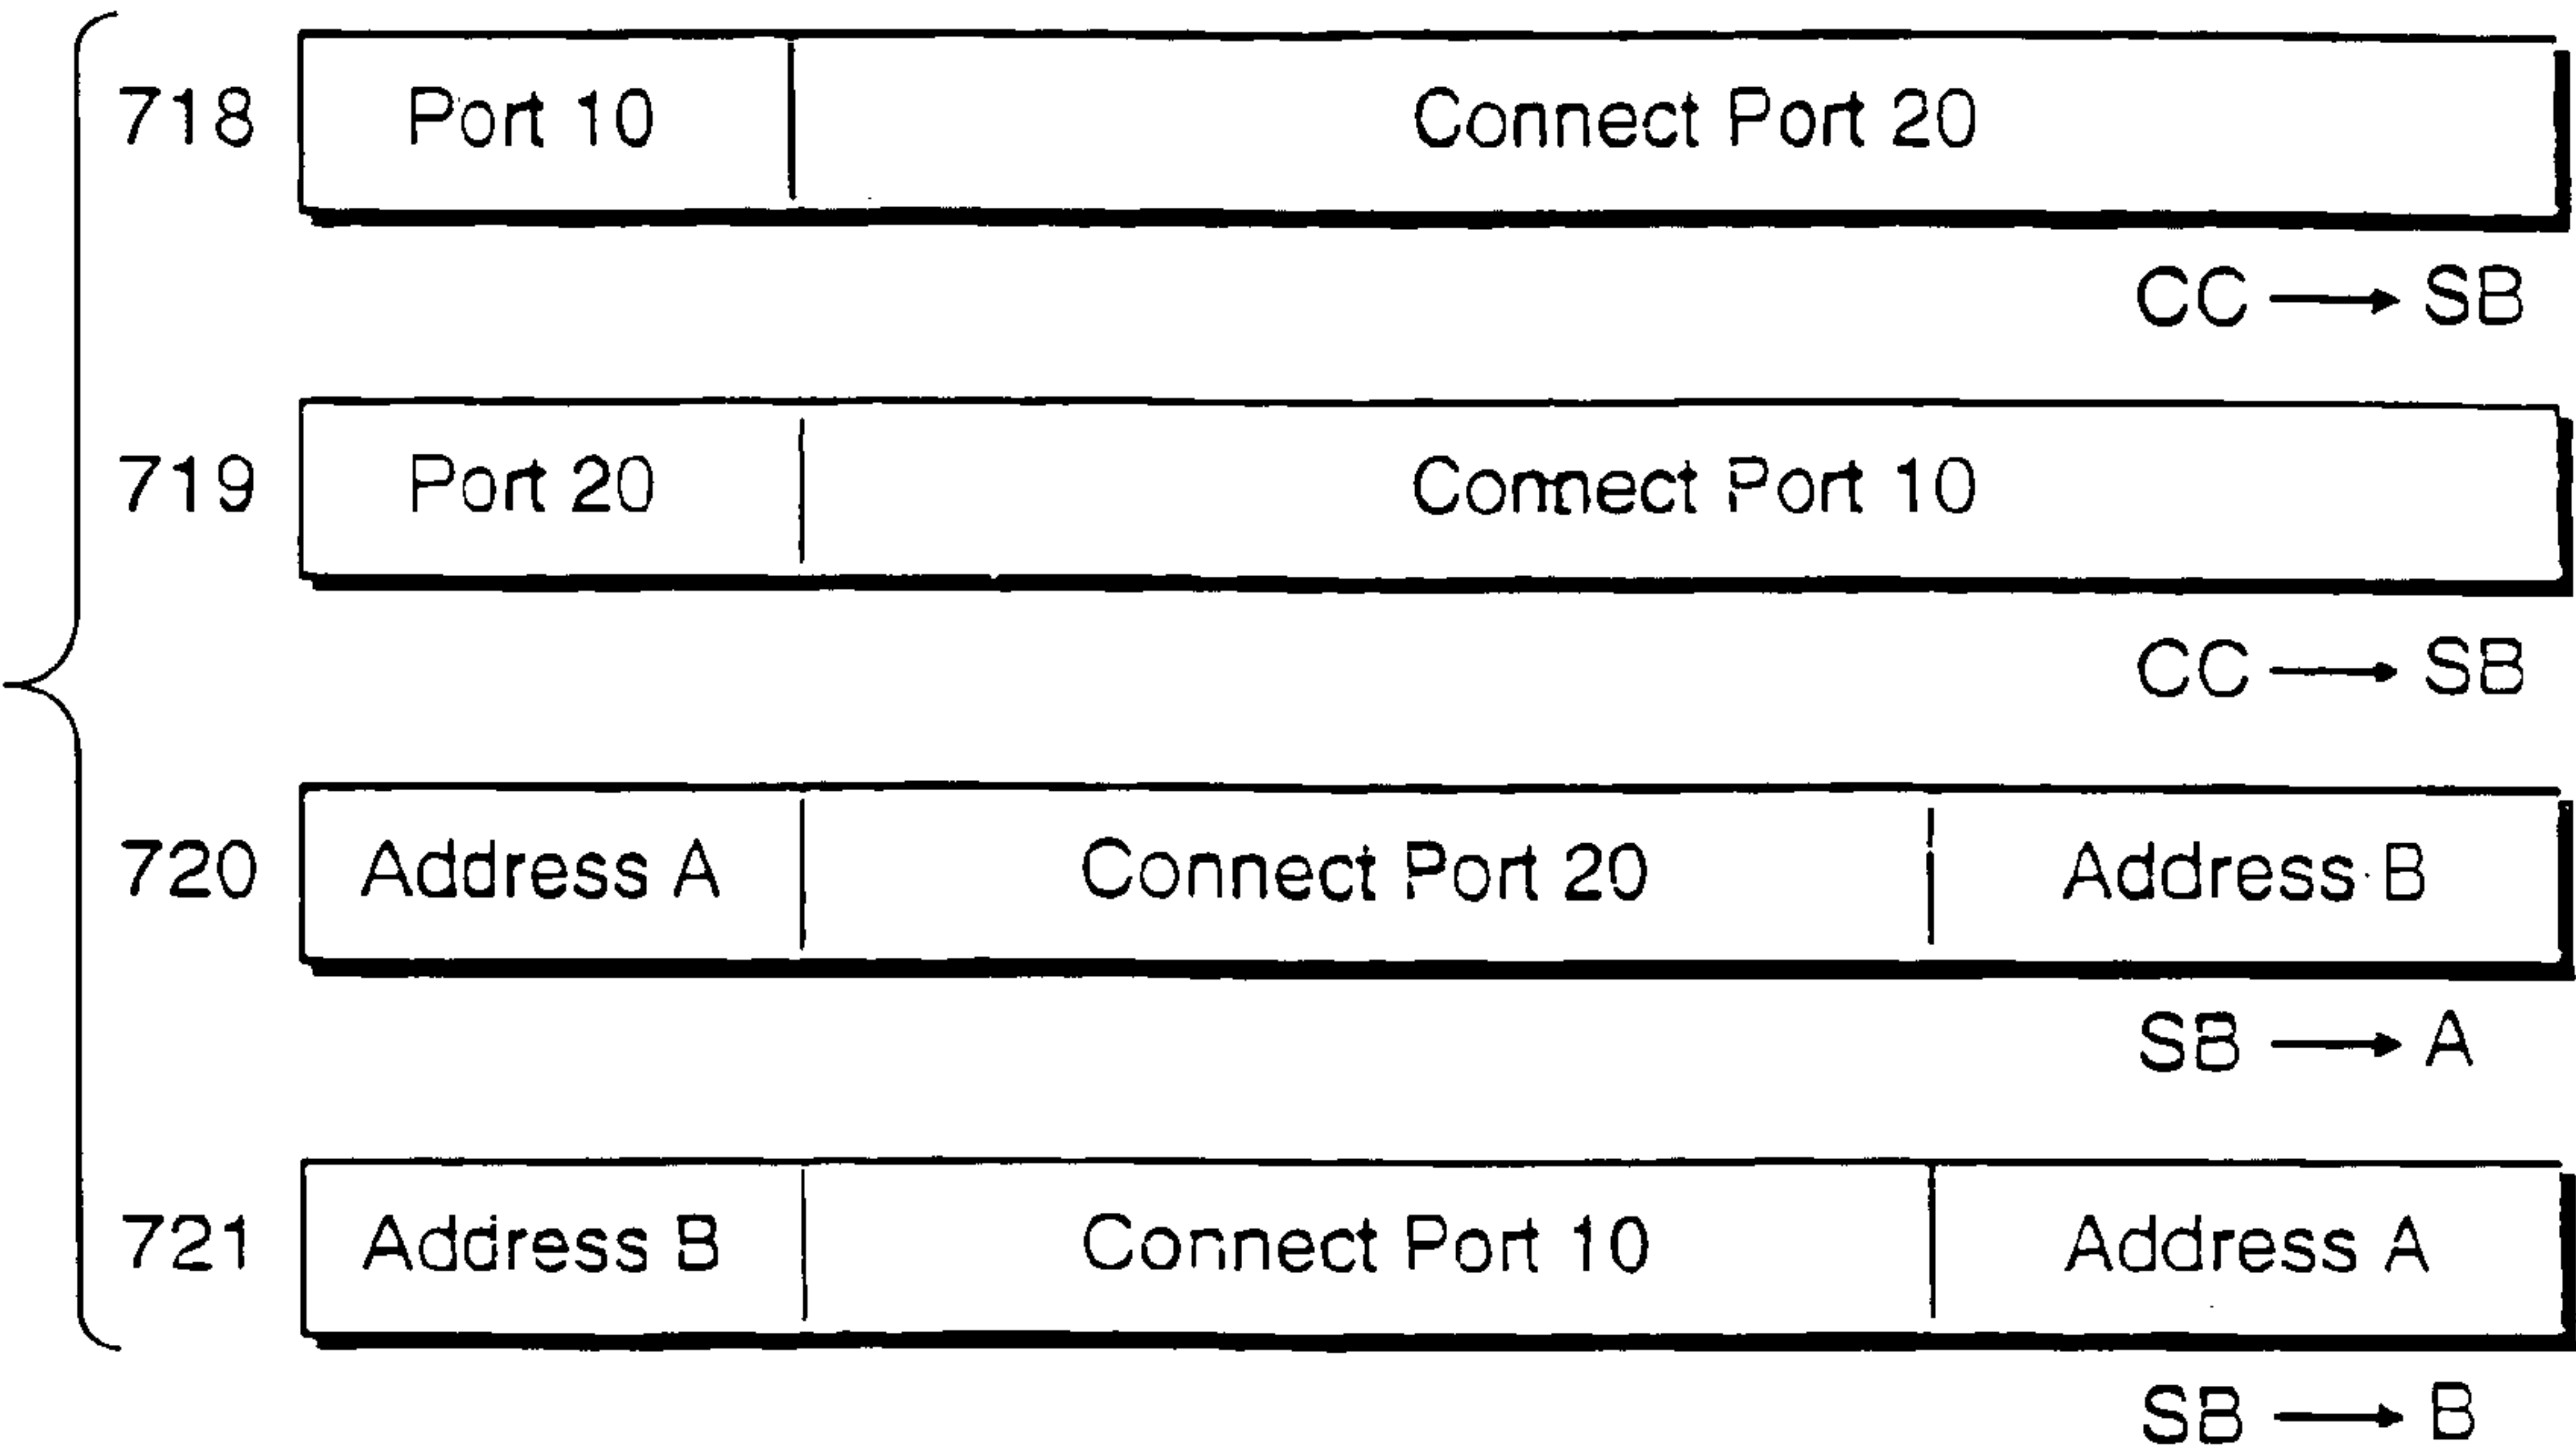 718 Port 10 Connect Port 20
CC → SB
719 Port 20 Connect Port 10
CC → SB
720 Address A Connect Port 20 Address B
SB → A
721 Address B Connect Port 10 Address A
SB → B